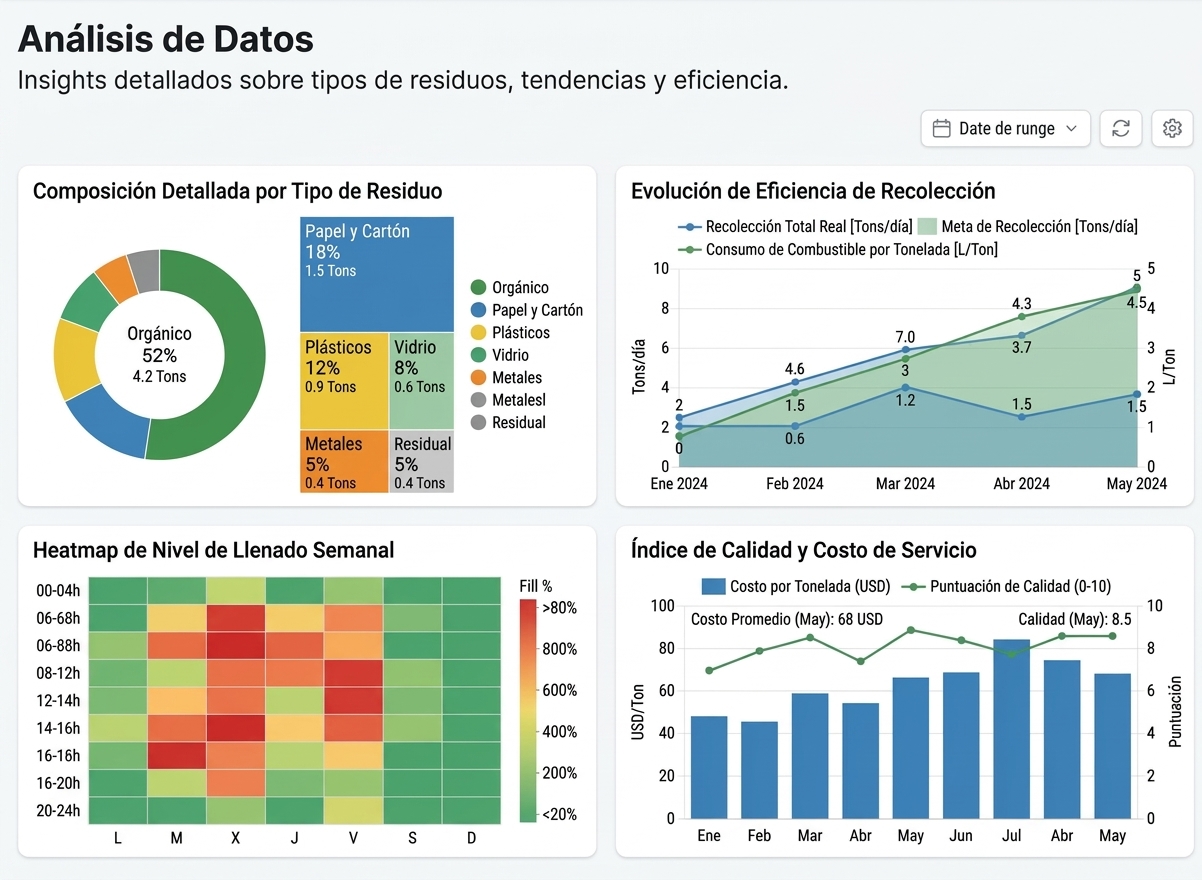 Análisis de Datos
Insights detallados sobre tipos de residuos, tendencias y eficiencia.
Date de runge
Composición Detallada por Tipo de Residuo
Orgánico
52%
4.2 Tons
Papel y Cartón
18%
1.5 Tons
Plásticos
12%
0.9 Tons
Vidrio
8%
0.6 Tons
Metales
5%
0.4 Tons
Residual
5%
0.4 Tons
Orgánico
Papel y Cartón
Plásticos
Vidrio
Metales
Metalesl
Residual
Evolución de Eficiencia de Recolección
Recolección Total Real [Tons/día] Meta de Recolección [Tons/día]
Consumo de Combustible por Tonelada [L/Ton]
Tons/día
10
8
6
4
2
0
2
0
4.6
1.5
0.6
7.0
3
1.2
4.3
3.7
1.5
5
4.5
1.5
5
4
3
2
1
0
L/Ton
Ene 2024 Feb 2024 Mar 2024 Abr 2024 May 2024
Heatmap de Nivel de Llenado Semanal
00-04h
06-68h
06-88h
08-12h
12-14h
14-16h
16-16h
16-20h
20-24h
L M X J V S D
Fill %
>80%
800%
600%
400%
200%
<20%
Índice de Calidad y Costo de Servicio
Costo por Tonelada (USD) Puntuación de Calidad (0-10)
Costo Promedio (May): 68 USD Calidad (May): 8.5
USD/Ton
100
80
60
40
20
0
10
8
6
4
2
0
Puntuación
Ene Feb Mar Abr May Jun Jul Abr May